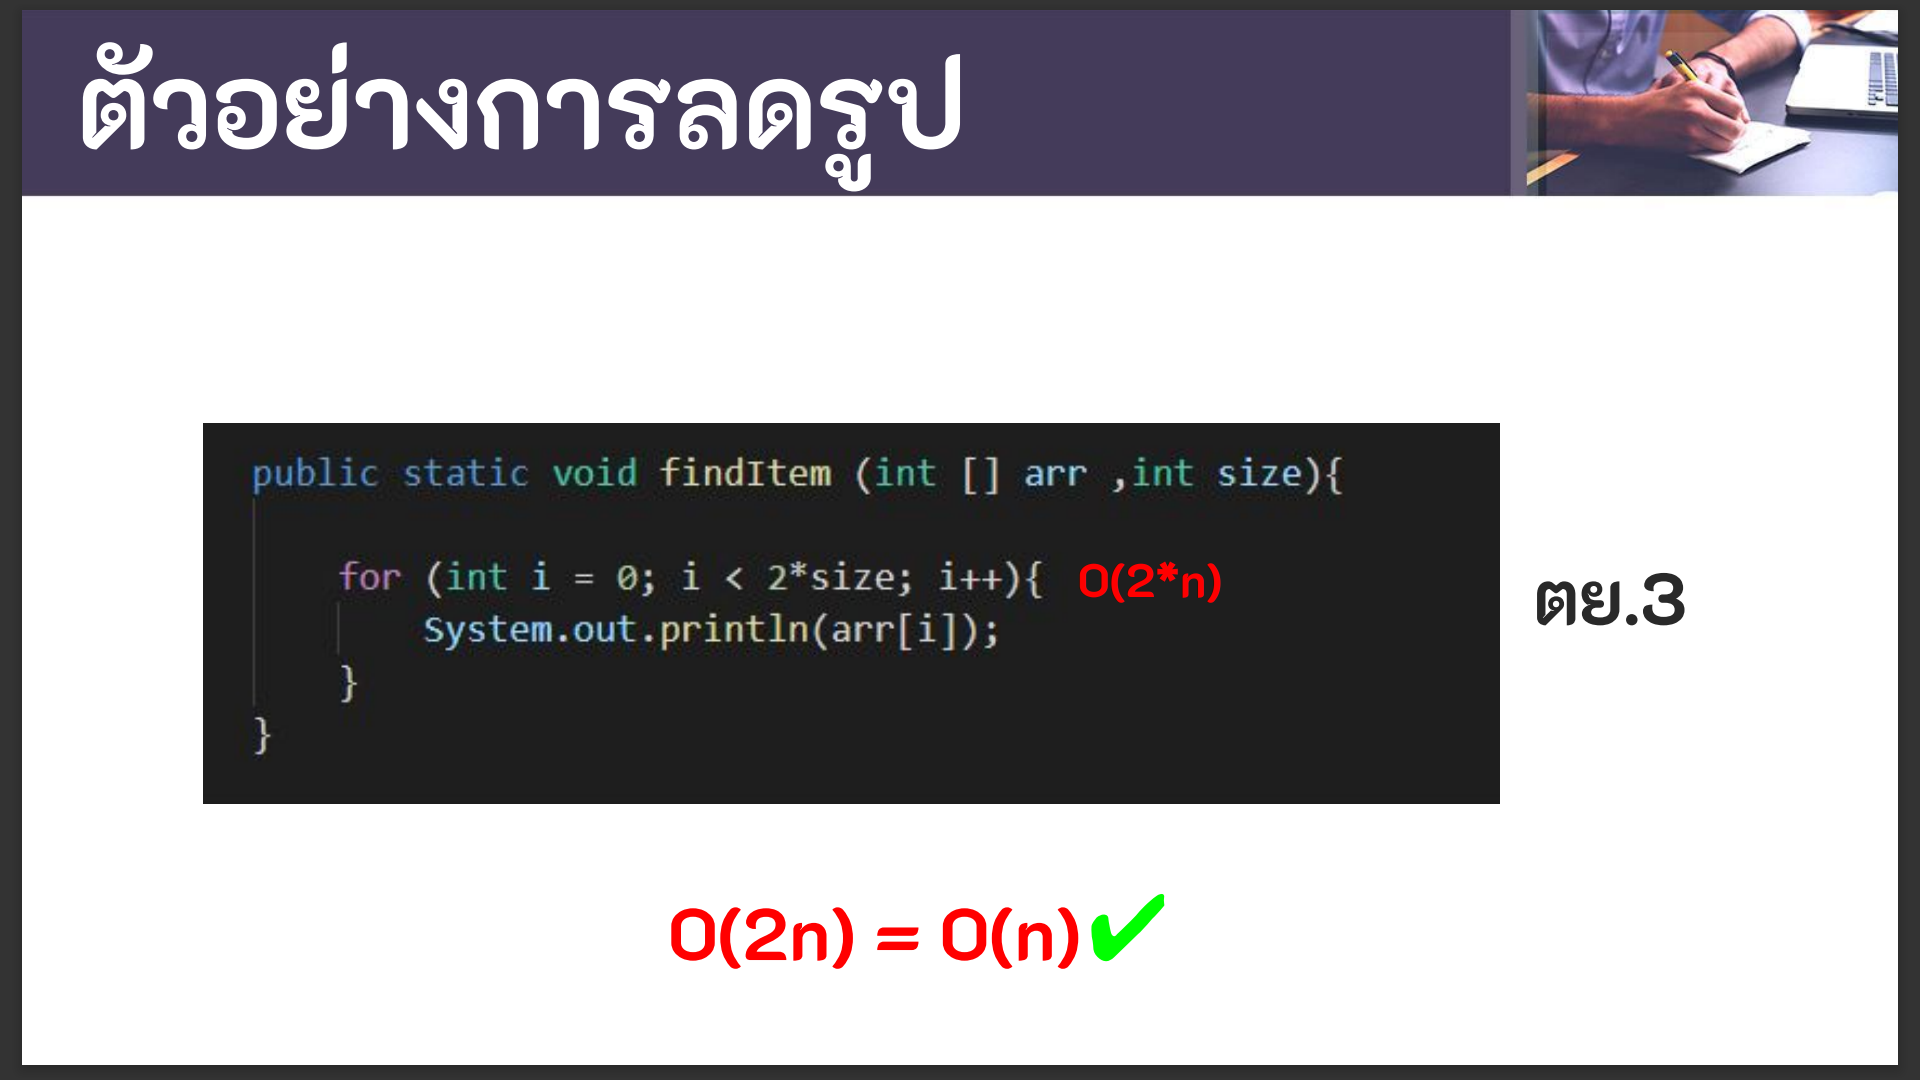 ตัวอย่างการลดรูป
public static void findItem (int [] arr ,int size){
for (int i = 0; i < 2*size; i++){ O(2*n)
System.out.println(arr[i]);
}
}
ตย.3
O(2n) = O(n)✔